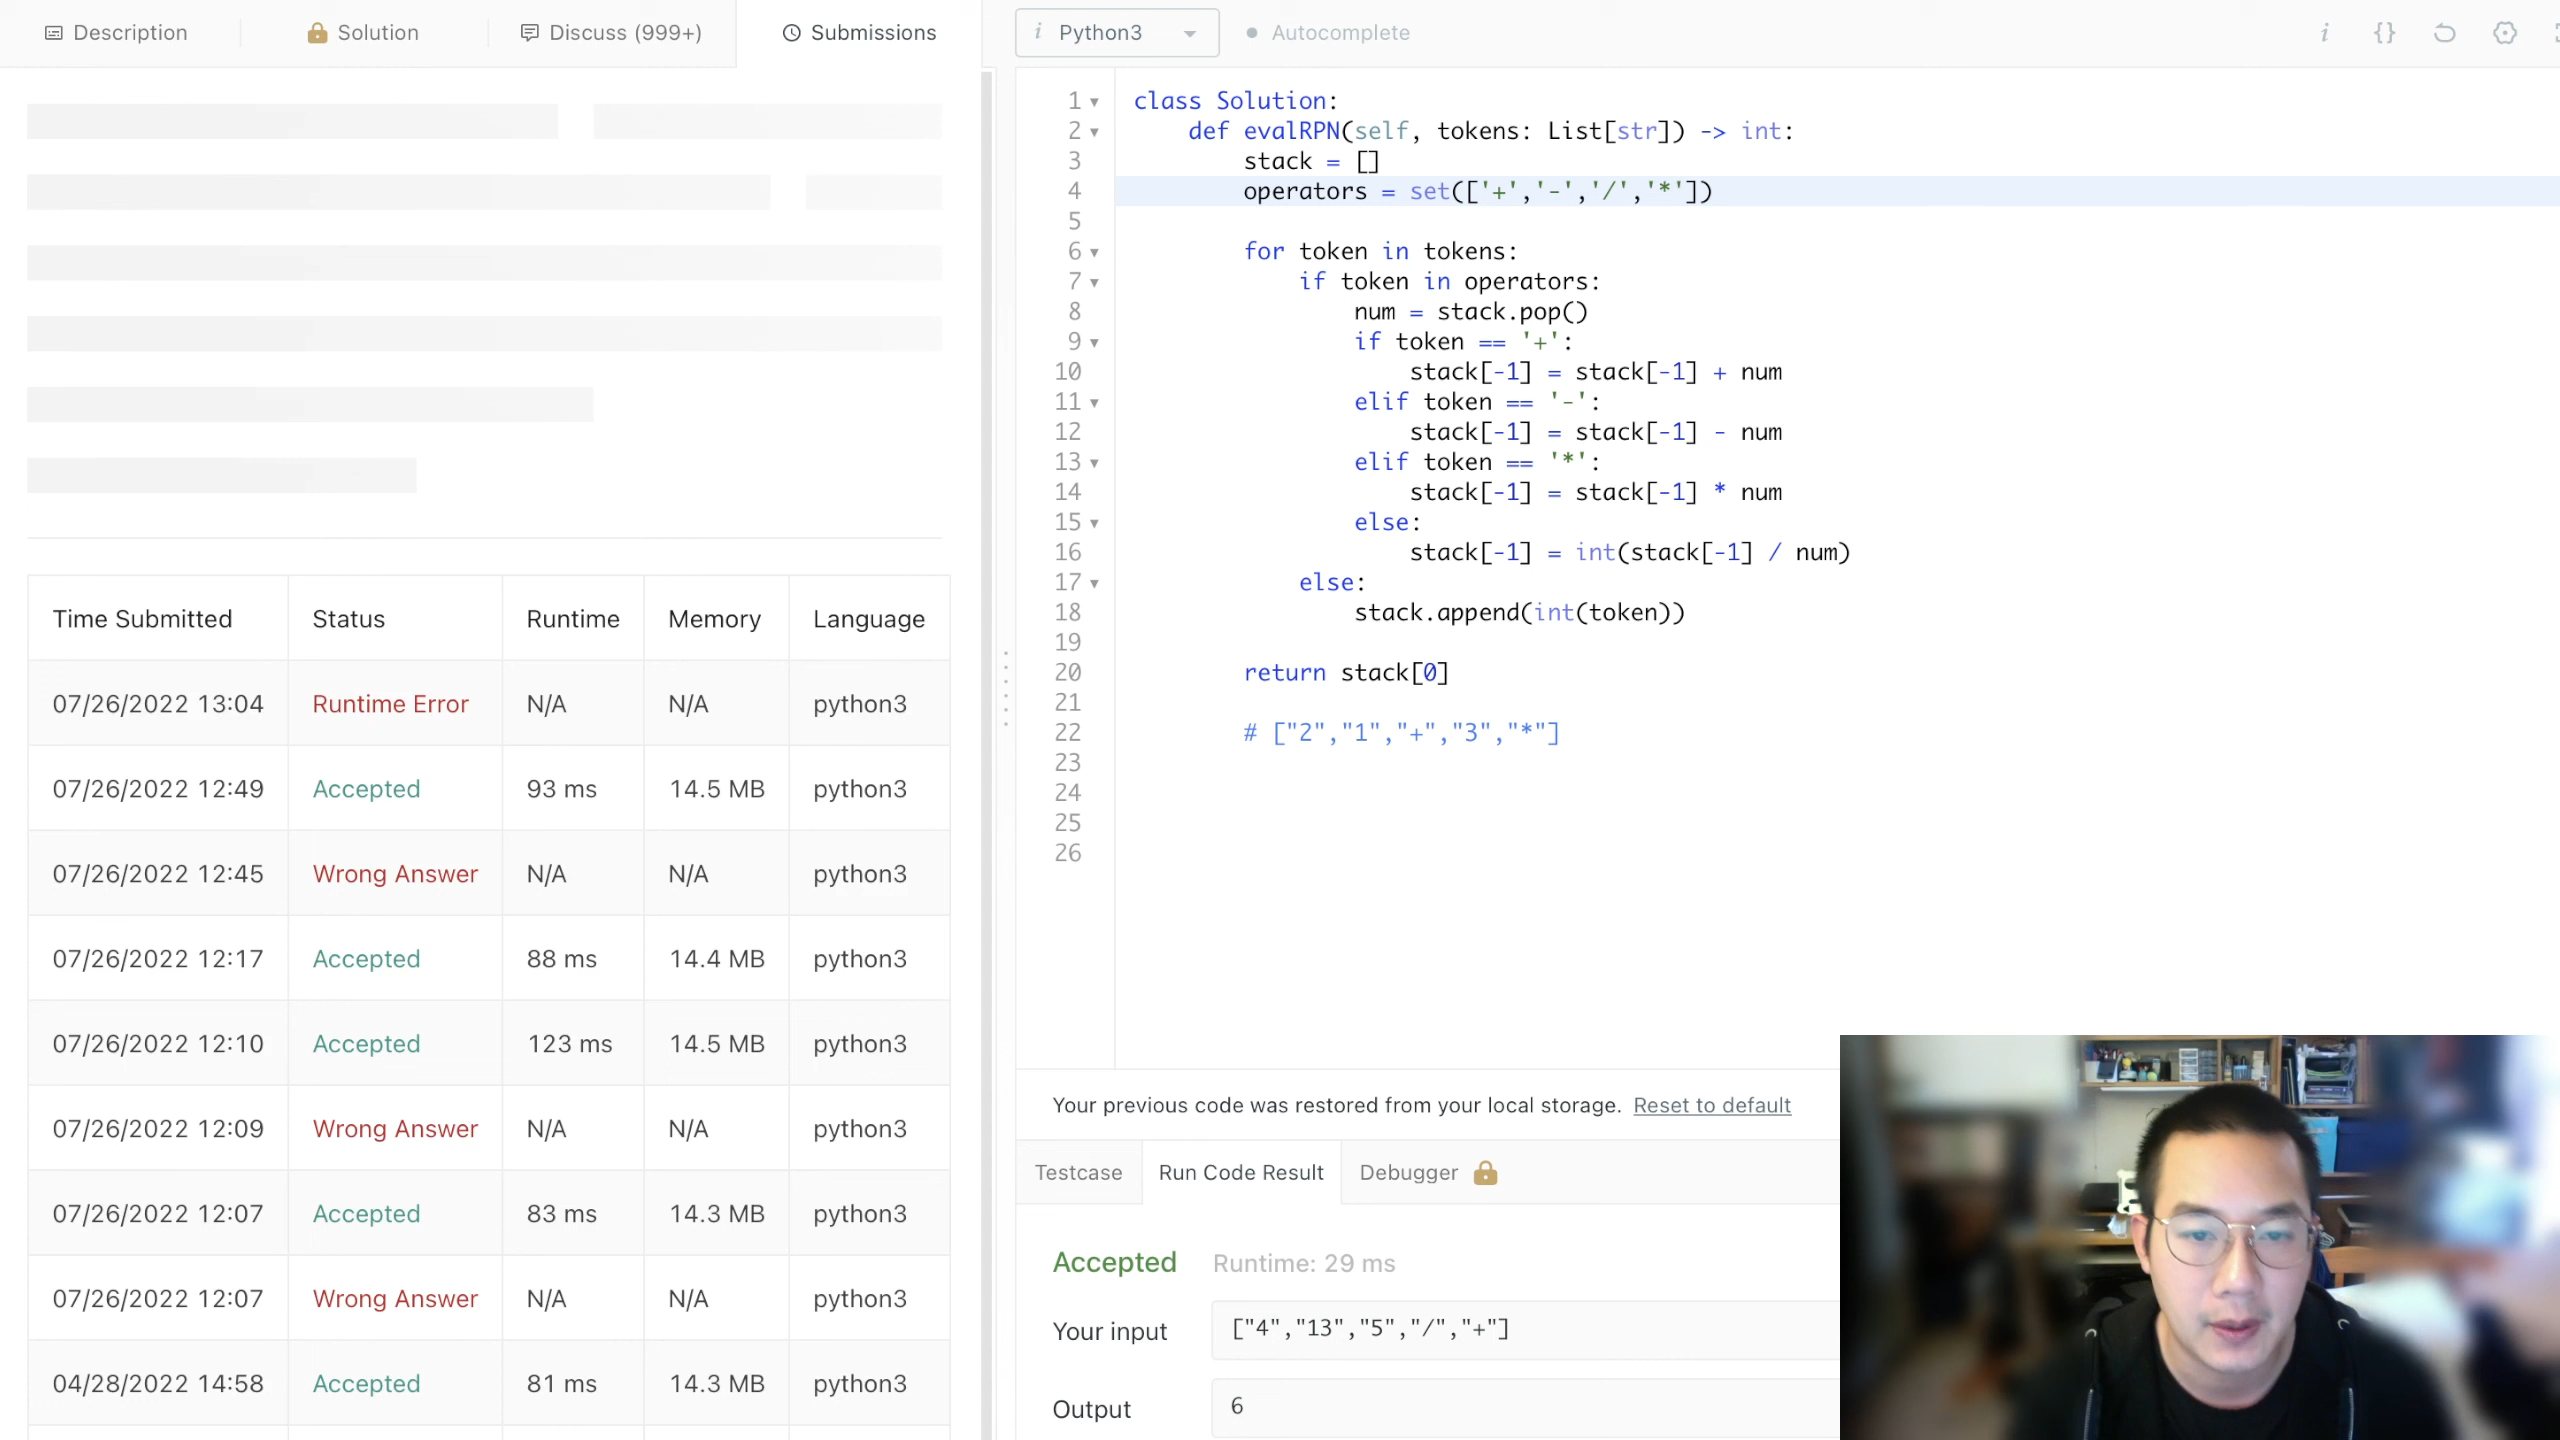 Description
Solution
Discuss (999+)
Submissions
i Python3
Autocomplete
i {}
1 class Solution:
2 def evalRPN(self, tokens: List[str]) -> int:
3 stack = []
4 operators = set(['+','-','/','*'])
5
6 for token in tokens:
7 if token in operators:
8 num = stack.pop()
9 if token == '+':
10 stack[-1] = stack[-1] + num
11 elif token == '-':
12 stack[-1] = stack[-1] - num
13 elif token == '*':
14 stack[-1] = stack[-1] * num
15 else:
16 stack[-1] = int(stack[-1] / num)
17 else:
18 stack.append(int(token))
19
20 return stack[0]
21
22 # ["2","1","+","3","*"]
23
24
25
26
Time Submitted Status Runtime Memory Language
07/26/2022 13:04 Runtime Error N/A N/A python3
07/26/2022 12:49 Accepted 93 ms 14.5 MB python3
07/26/2022 12:45 Wrong Answer N/A N/A python3
07/26/2022 12:17 Accepted 88 ms 14.4 MB python3
07/26/2022 12:10 Accepted 123 ms 14.5 MB python3
07/26/2022 12:09 Wrong Answer N/A N/A python3
07/26/2022 12:07 Accepted 83 ms 14.3 MB python3
07/26/2022 12:07 Wrong Answer N/A N/A python3
04/28/2022 14:58 Accepted 81 ms 14.3 MB python3
Your previous code was restored from your local storage. Reset to default
Testcase
Run Code Result
Debugger
Accepted Runtime: 29 ms
Your input ["4","13","5","/","+"]
Output 6